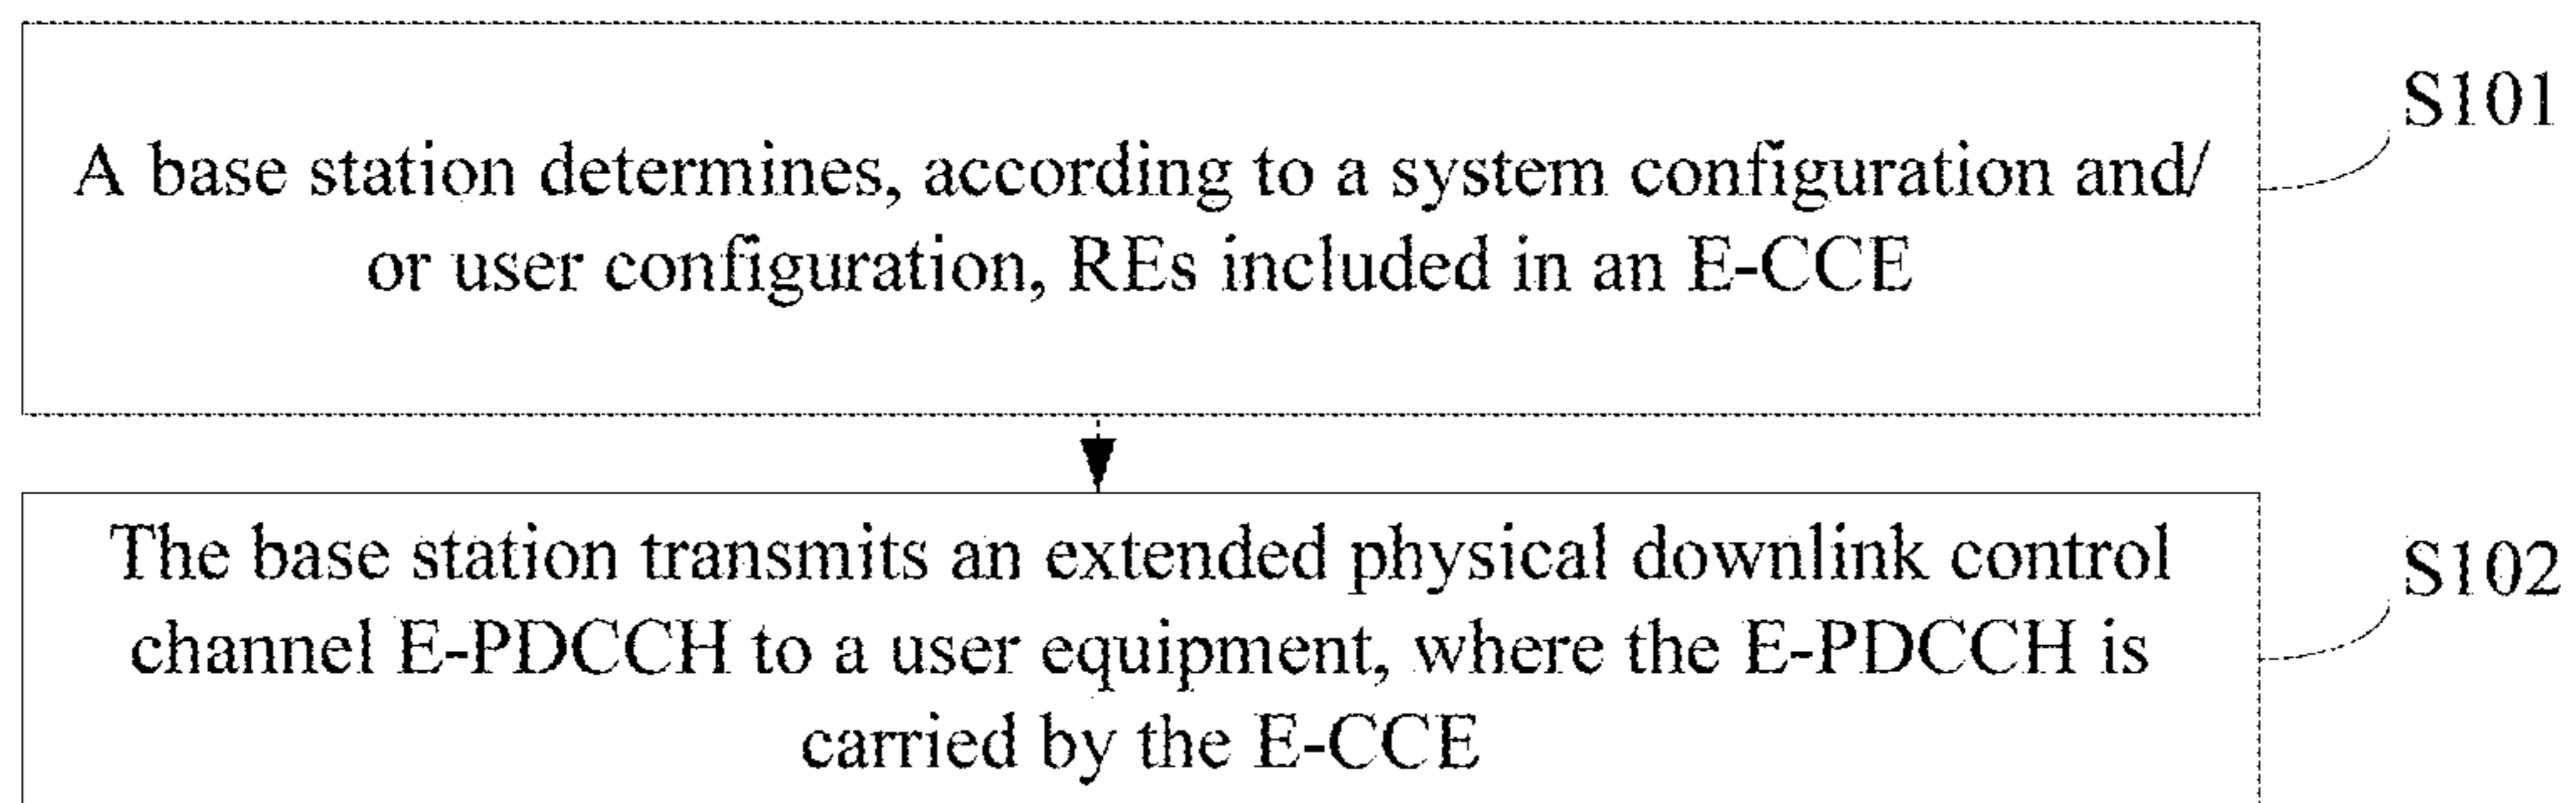 S101
A base station determines, according to a system configuration and/
or user configuration, REs included in an E-CCE
The base station transmits an extended physical downlink control
S102
channel E-PDCCH to a user equipment, where the E-PDCCH is
carried by the E-CCE